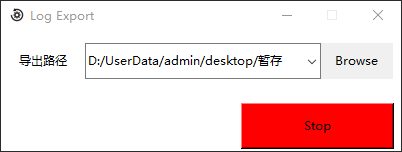 Log Export
导出路径 D:/UserData/admin/desktop/暂存 Browse
Stop